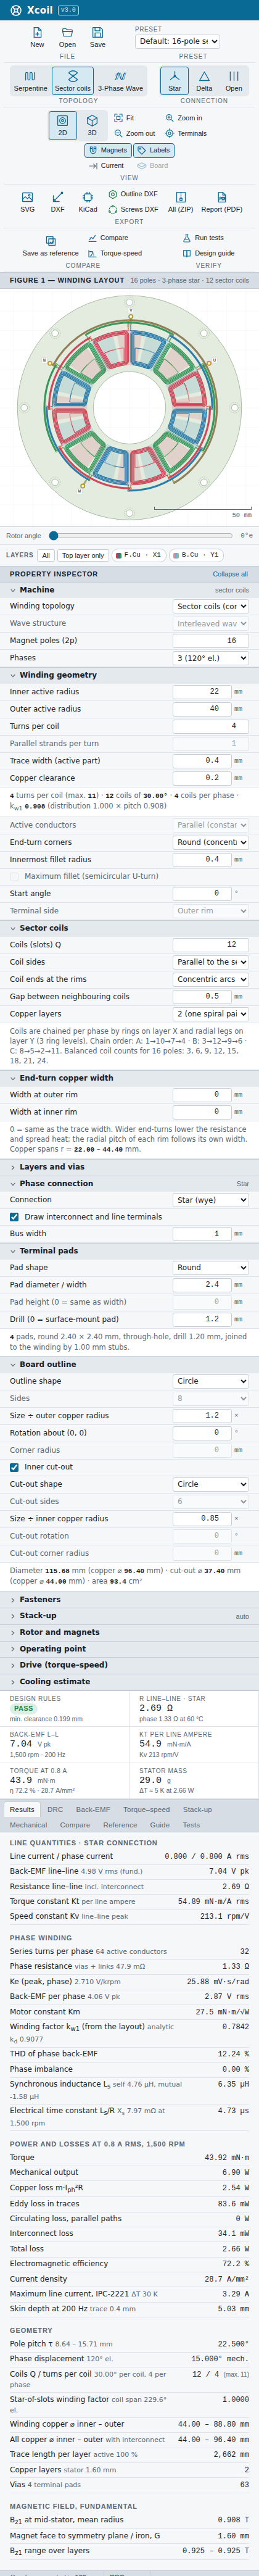 Xcoil v3.0
New Open Save
FILE
PRESET
Default: 16-pole se
PRESET
Serpentine Sector coils 3-Phase Wave
TOPOLOGY
Star Delta Open
CONNECTION
2D 3D
Fit Zoom in
Zoom out Terminals
Magnets Labels
Current Board
VIEW
SVG DXF KiCad
Outline DXF
Screws DXF
All (ZIP) Report (PDF)
EXPORT
Save as reference
Compare
Torque-speed
COMPARE
Run tests
Design guide
VERIFY
FIGURE 1 — WINDING LAYOUT 16 poles · 3-phase star · 12 sector coils
50 mm
Rotor angle 0°e
LAYERS All Top layer only F.Cu · X1 B.Cu · Y1
PROPERTY INSPECTOR Collapse all
Machine sector coils
Winding topology Sector coils (con
Wave structure Interleaved wav
Magnet poles (2p) 16
Phases 3 (120° el.)
Winding geometry
Inner active radius 22 mm
Outer active radius 40 mm
Turns per coil 4
Parallel strands per turn 1
Trace width (active part) 0.4 mm
Copper clearance 0.2 mm
4 turns per coil (max. 11) · 12 coils of 30.00° · 4 coils per phase ·
kw1 0.908 (distribution 1.000 × pitch 0.908)
Active conductors Parallel (constar
End-turn corners Round (concentr
Innermost fillet radius 0.4 mm
Maximum fillet (semicircular U-turn)
Start angle 0 °
Terminal side Outer rim
Sector coils
Coils (slots) Q 12
Coil sides Parallel to the se
Coil ends at the rims Concentric arcs
Gap between neighbouring coils 0.5 mm
Copper layers 2 (one spiral pai
Coils are chained per phase by rings on layer X and radial legs on
layer Y (3 ring levels). Chain order: A: 1→10→7→4 · B: 3→12→9→6 ·
C: 8→5→2→11. Balanced coil counts for 16 poles: 3, 6, 9, 12, 15,
18, 21, 24.
End-turn copper width
Width at outer rim 0 mm
Width at inner rim 0 mm
0 = same as the trace width. Wider end-turns lower the resistance
and spread heat; the radial pitch of each rim follows its own width.
Copper spans r = 22.00 – 44.40 mm.
Layers and vias
Phase connection Star
Connection Star (wye)
Draw interconnect and line terminals
Bus width 1 mm
Terminal pads
Pad shape Round
Pad diameter / width 2.4 mm
Pad height (0 = same as width) 0 mm
Drill (0 = surface-mount pad) 1.2 mm
4 pads, round 2.40 × 2.40 mm, through-hole, drill 1.20 mm, joined
to the winding by 1.00 mm stubs.
Board outline
Outline shape Circle
Sides 8
Size ÷ outer copper radius 1.2 ×
Rotation about (0, 0) 0 °
Corner radius 0 mm
Inner cut-out
Cut-out shape Circle
Cut-out sides 6
Size ÷ inner copper radius 0.85 ×
Cut-out rotation 0 °
Cut-out corner radius 0 mm
Diameter 115.68 mm (copper ⌀ 96.40 mm) · cut-out ⌀ 37.40 mm
(copper ⌀ 44.00 mm) · area 93.4 cm²
Fasteners
Stack-up auto
Rotor and magnets
Operating point
Drive (torque–speed)
Cooling estimate
DESIGN RULES
PASS
min. clearance 0.199 mm
R LINE–LINE · STAR
2.69 Ω
phase 1.33 Ω at 60 °C
BACK-EMF L–L
7.04 V pk
1,500 rpm · 200 Hz
KT PER LINE AMPERE
54.9 mN·m/A
Kv 213 rpm/V
TORQUE AT 0.8 A
43.9 mN·m
η 72.2 % · 28.7 A/mm²
STATOR MASS
29.0 g
ΔT ≈ 5 K at 2.66 W
Results DRC Back-EMF Torque–speed Stack-up
Mechanical Compare Reference Guide Tests
LINE QUANTITIES · STAR CONNECTION
Line current / phase current 0.800 / 0.800 A rms
Back-EMF line–line 4.98 V rms (fund.) 7.04 V pk
Resistance line–line incl. interconnect 2.69 Ω
Torque constant Kt per line ampere 54.89 mN·m/A rms
Speed constant Kv line–line peak 213.1 rpm/V
PHASE WINDING
Series turns per phase 64 active conductors 32
Phase resistance vias + links 47.9 mΩ 1.33 Ω
Ke (peak, phase) 2.710 V/krpm 25.88 mV·s/rad
Back-EMF per phase 4.06 V pk 2.87 V rms
Motor constant Km 27.5 mN·m/√W
Winding factor kw1 (from the layout) analytic 0.7842
kd 0.9077
THD of phase back-EMF 12.24 %
Phase imbalance 0.00 %
Synchronous inductance Ls self 4.76 µH, mutual 6.35 µH
-1.58 µH
Electrical time constant Ls/R Xs 7.97 mΩ at 4.73 µs
1,500 rpm
POWER AND LOSSES AT 0.8 A RMS, 1,500 RPM
Torque 43.92 mN·m
Mechanical output 6.90 W
Copper loss m·Iph²R 2.54 W
Eddy loss in traces 83.6 mW
Circulating loss, parallel paths 0 W
Interconnect loss 34.1 mW
Total loss 2.66 W
Electromagnetic efficiency 72.2 %
Current density 28.7 A/mm²
Maximum line current, IPC-2221 ΔT 30 K 3.29 A
Skin depth at 200 Hz trace 0.4 mm 5.03 mm
GEOMETRY
Pole pitch τ 8.64 – 15.71 mm 22.500°
Phase displacement 120° el. 15.000° mech.
Coils Q / turns per coil 30.00° per coil, 4 per 12 / 4 (max. 11)
phase
Star-of-slots winding factor coil span 229.6° 1.0000
el.
Winding copper ⌀ inner – outer 44.00 – 88.80 mm
All copper ⌀ inner – outer with interconnect 44.00 – 96.40 mm
Trace length per layer active 100 % 2,662 mm
Copper layers stator 1.60 mm 2
Vias 4 terminal pads 63
MAGNETIC FIELD, FUNDAMENTAL
Bz1 at mid-stator, mean radius 0.908 T
Magnet face to symmetry plane / iron, G 1.60 mm
Bz1 range over layers 0.925 – 0.925 T